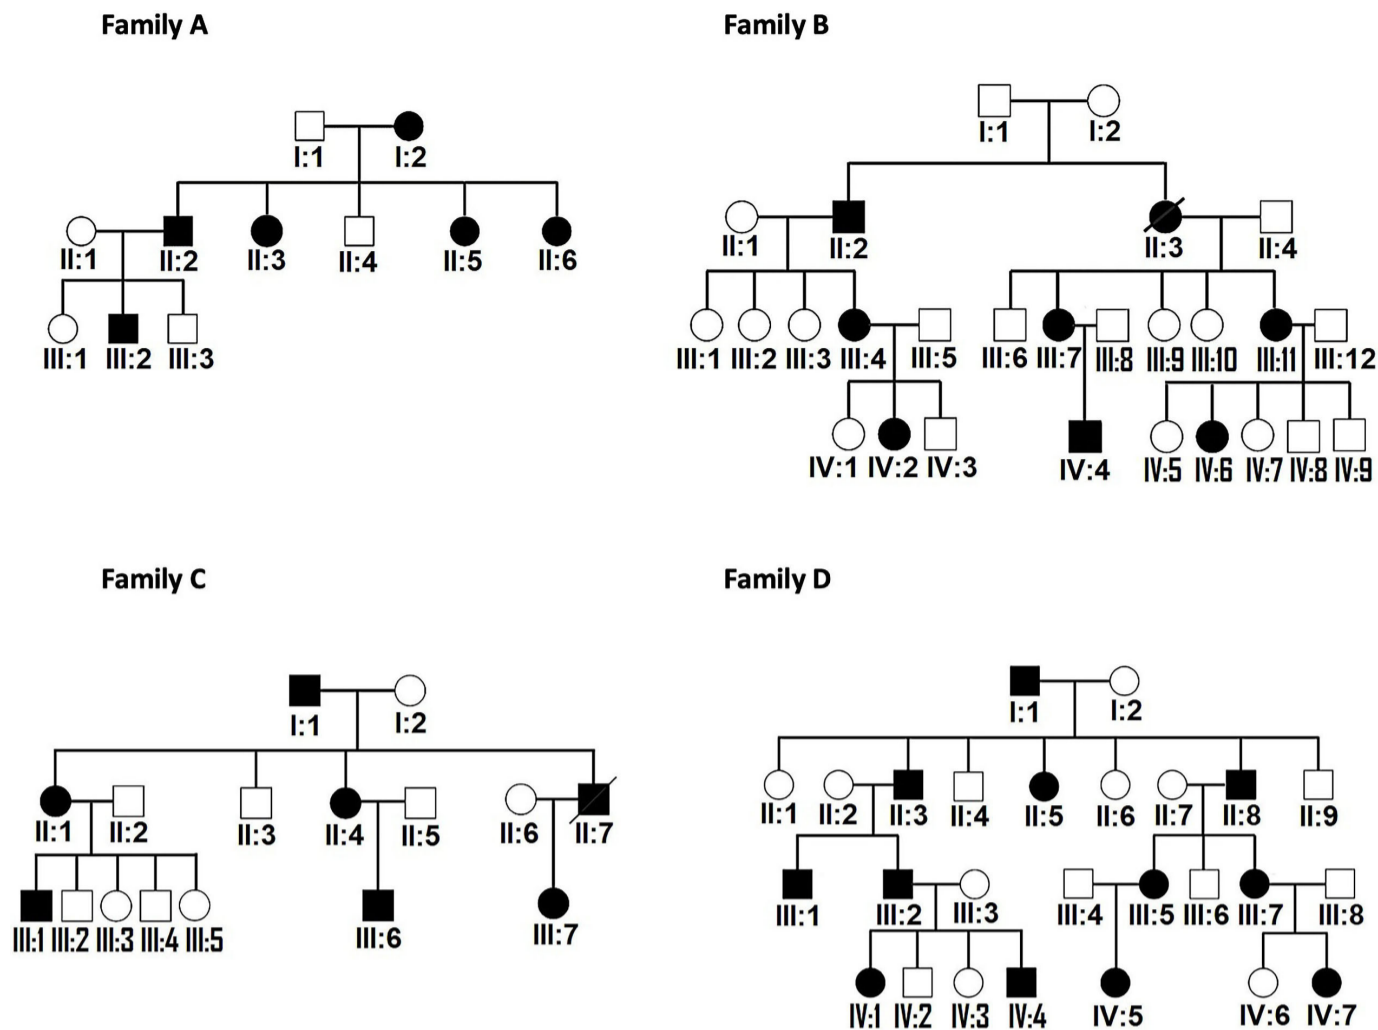 Family A
I:1 I:2
II:1 II:2 II:3 II:4 II:5 II:6
III:1 III:2 III:3
Family B
I:1 I:2
II:1 II:2 II:3 II:4
III:1 III:2 III:3 III:4 III:5 III:6 III:7 III:8 III:9 III:10 III:11 III:12
IV:1 IV:2 IV:3 IV:4 IV:5 IV:6 IV:7 IV:8 IV:9
Family C
I:1 I:2
II:1 II:2 II:3 II:4 II:5 II:6 II:7
III:1 III:2 III:3 III:4 III:5 III:6 III:7
Family D
I:1 I:2
II:1 II:2 II:3 II:4 II:5 II:6 II:7 II:8 II:9
III:1 III:2 III:3 III:4 III:5 III:6 III:7 III:8
IV:1 IV:2 IV:3 IV:4 IV:5 IV:6 IV:7